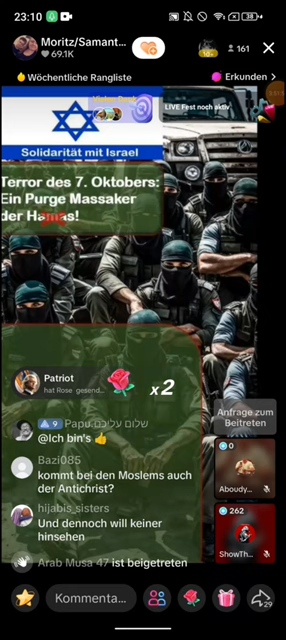 23:10
38
Moritz/Samant...
69.1K
161
Wöchentliche Rangliste
Erkunden >
LIVE Fest noch aktiv
Solidarität mit Israel
Terror des 7. Oktobers:
Ein Purge Massaker
der Hamas!
Patriot
hat Rose gesend...
x2
Anfrage zum
Beitreten
9 Papu שלום עליכם
@Ich bin's 👍
Bazi085
kommt bei den Moslems auch
der Antichrist?
0
Aboudy...
hijabis_sisters
Und dennoch will keiner
hinsehen
262
ShowTh...
Arab Musa 47 ist beigetreten
Kommenta...
29